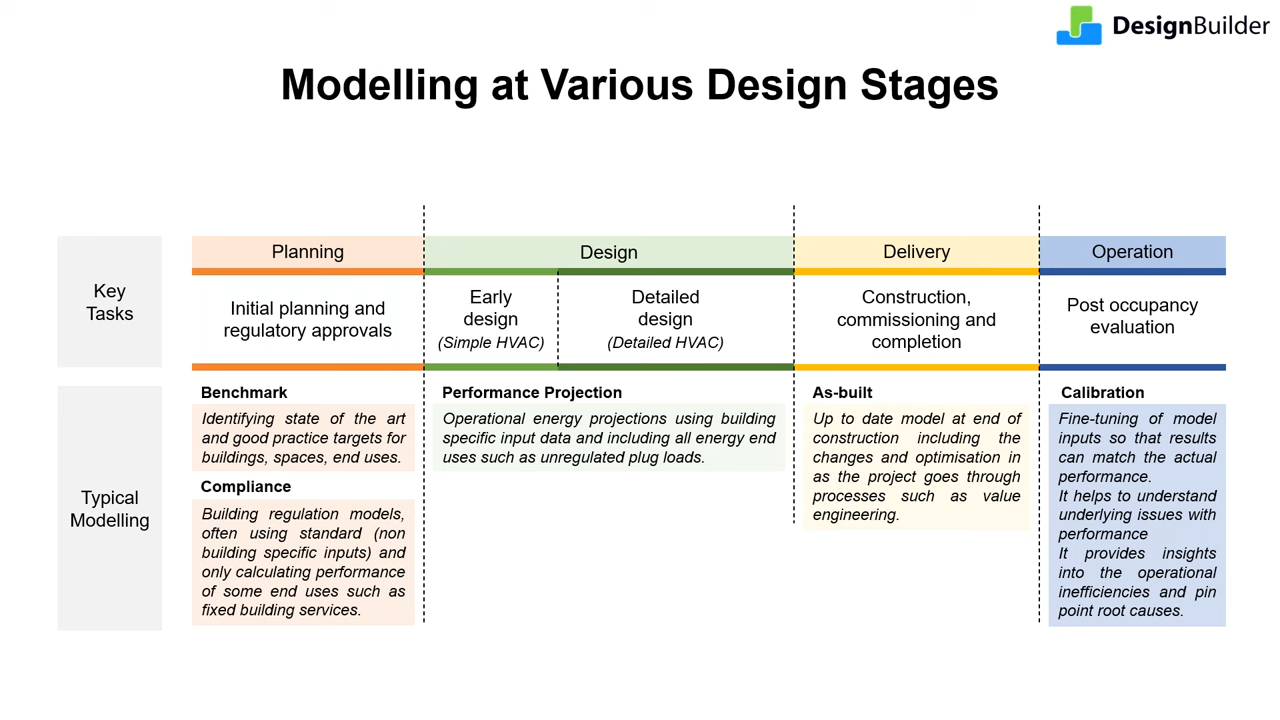 DesignBuilder
Modelling at Various Design Stages
Key
Tasks
Planning
Design
Delivery
Operation
Initial planning and
regulatory approvals
Early
design
(Simple HVAC)
Detailed
design
(Detailed HVAC)
Construction,
commissioning and
completion
Post occupancy
evaluation
Typical
Modelling
Benchmark
Identifying state of the art
and good practice targets for
buildings, spaces, end uses.
Compliance
Building regulation models,
often using standard (non
building specific inputs) and
only calculating performance
of some end uses such as
fixed building services.
Performance Projection
Operational energy projections using building
specific input data and including all energy end
uses such as unregulated plug loads.
As-built
Up to date model at end of
construction including the
changes and optimisation in
as the project goes through
processes such as value
engineering.
Calibration
Fine-tuning of model
inputs so that results
can match the actual
performance.
It helps to understand
underlying issues with
performance
It provides insights
into the operational
inefficiencies and pin
point root causes.